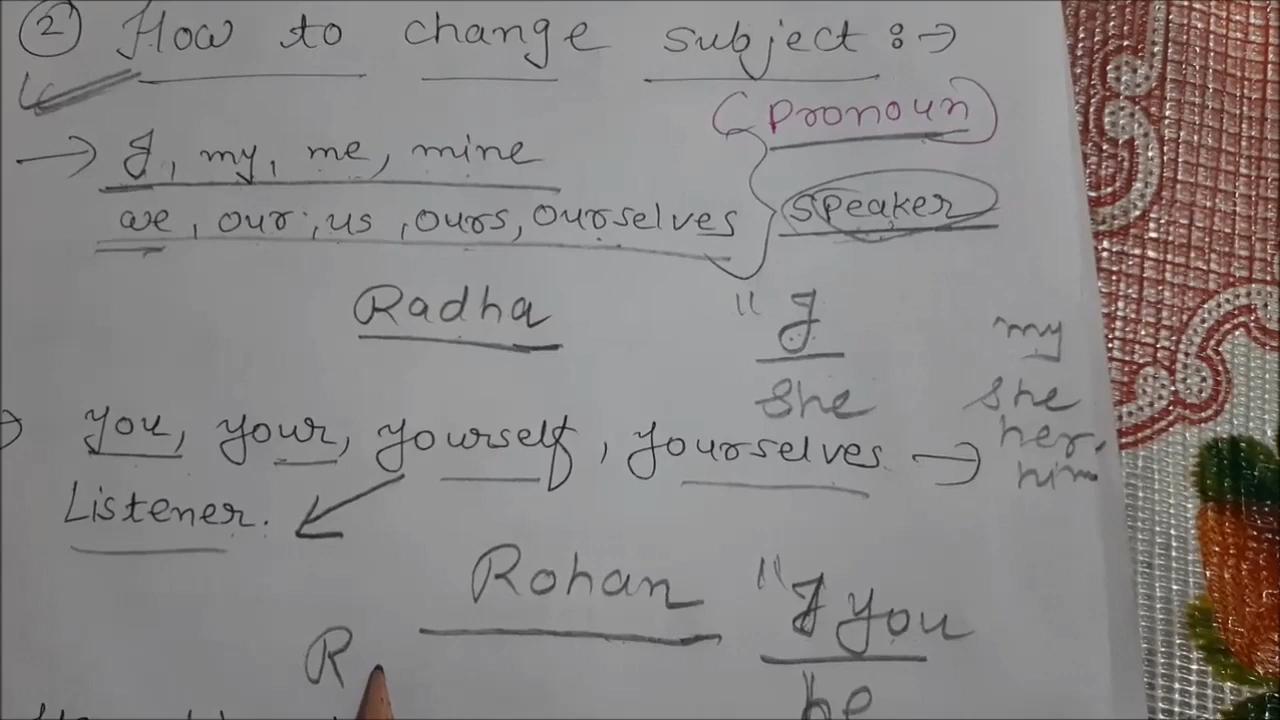 ② How to change subject :→
(Pronoun)
→ I, my, me, mine
we, our, us, ours, ourselves
speaker
Radha "I my
she she
you, your, yourself, yourselves → her,
him
Listener.
Rohan "I you
he
R